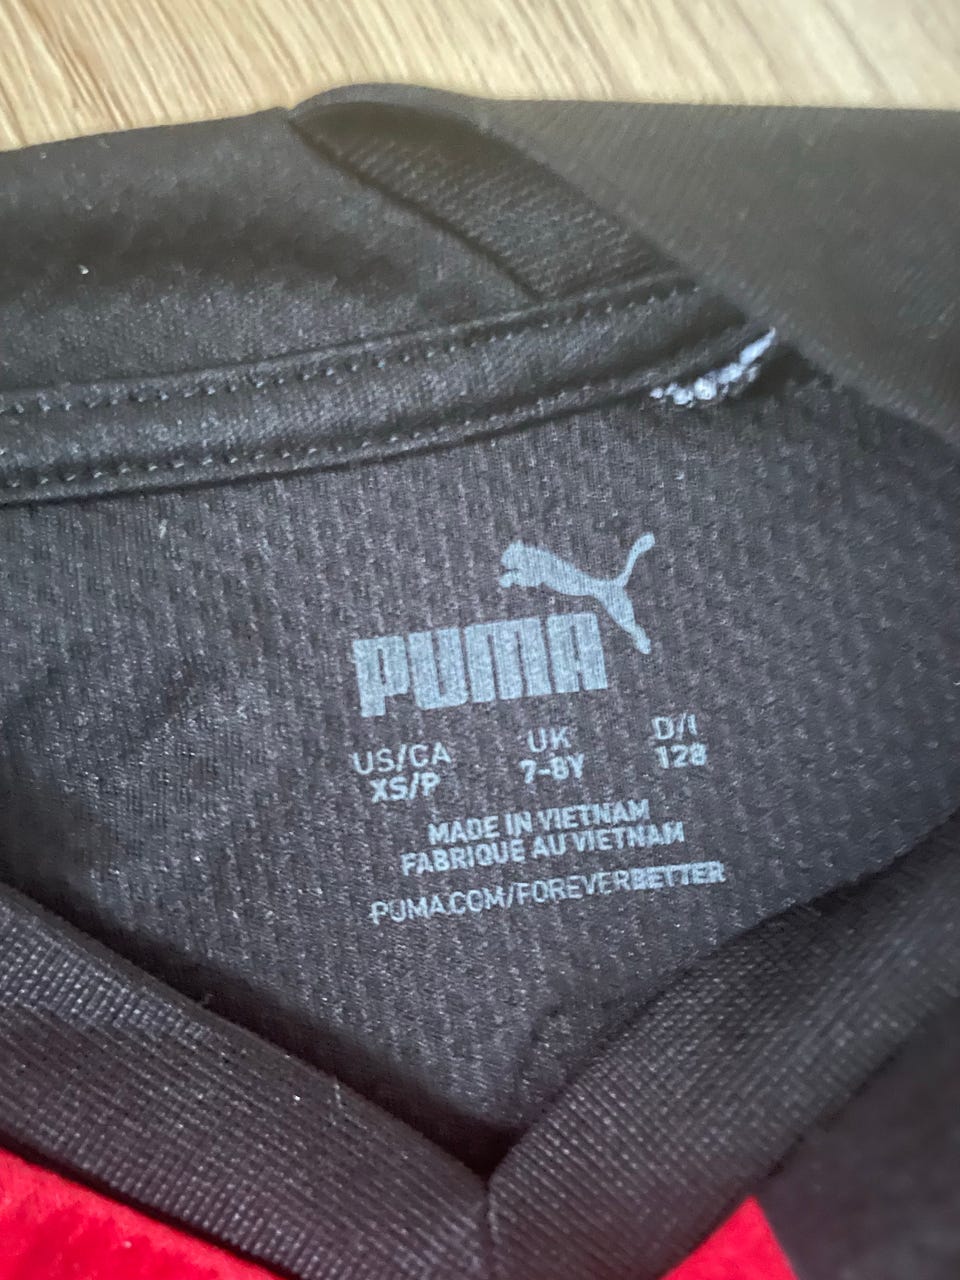 PUMA
US/CA UK D/I
XS/P 7-8Y 128
MADE IN VIETNAM
FABRIQUE AU VIETNAM
PUMA.COM/FOREVERBETTER